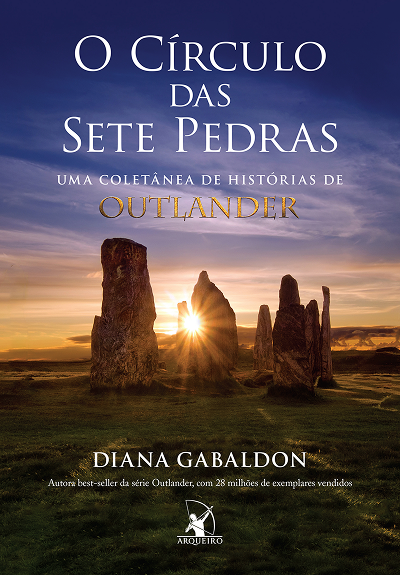 O CÍRCULO
DAS
SETE PEDRAS
UMA COLETÂNEA DE HISTÓRIAS DE
OUTLANDER
DIANA GABALDON
Autora best-seller da série Outlander, com 28 milhões de exemplares vendidos
ARQUEIRO